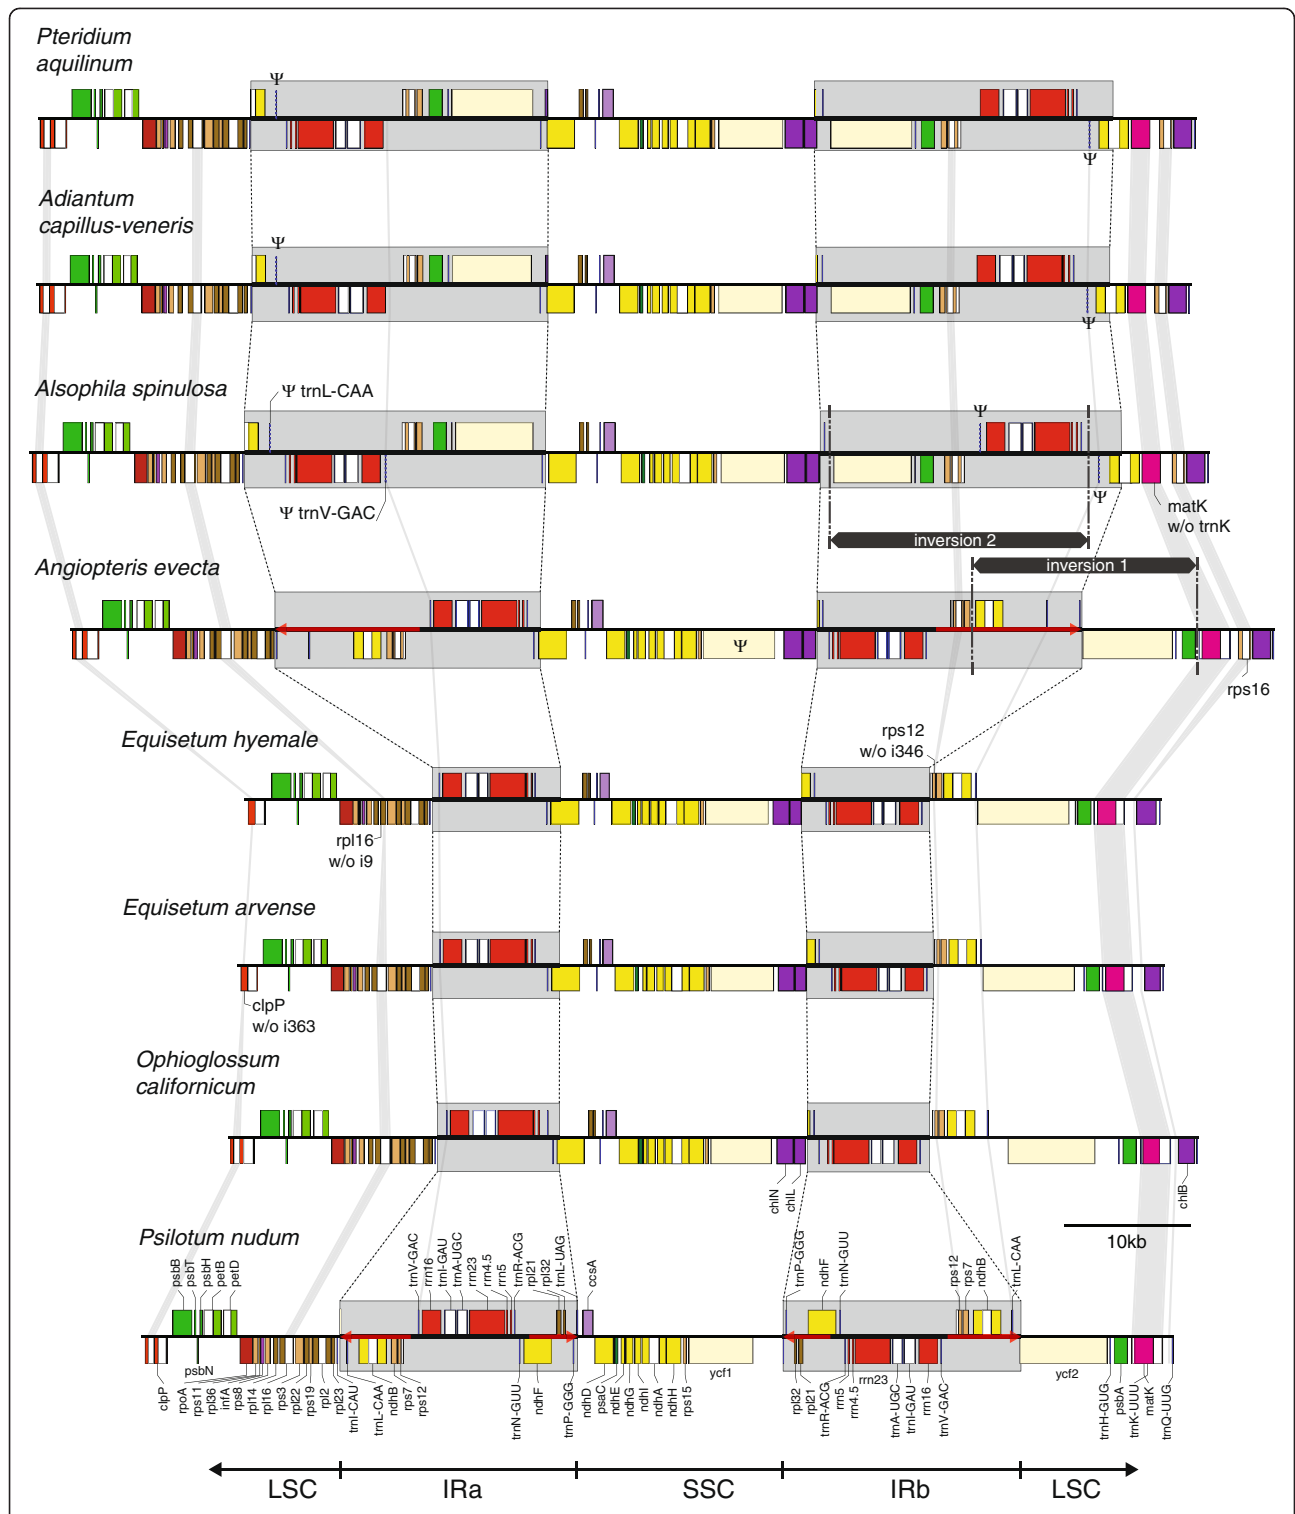 Pteridium
aquilinum
Ψ
Ψ
Adiantum
capillus-veneris
Ψ
Ψ
Alsophila spinulosa
Ψ trnL-CAA
Ψ
Ψ
Ψ trnV-GAC
matK
w/o trnK
inversion 2
inversion 1
Angiopteris evecta
Ψ
rps16
Equisetum hyemale
rps12
w/o i346
rpl16
w/o i9
Equisetum arvense
clpP
w/o i363
Ophioglossum
californicum
chlN
chlL
chlB
10kb
Psilotum nudum
psbB
psbT
psbH
petB
petD
trnV-GAC
rrn16
trnI-GAU
trnA-UGC
rrn23
rrn4.5
rrn5
trnR-ACG
rpl21
rpl32
trnL-UAG
ccsA
trnP-GGG
ndhF
trnN-GUU
rps12
rps7
ndhB
trnL-CAA
psbN
ycf1
rrn23
ycf2
clpP
rpoA
rps11
rpl36
infA
rps8
rpl14
rpl16
rps3
rpl22
rps19
rpl2
rpl23
trnI-CAU
trnL-CAA
ndhB
rps7
rps12
trnN-GUU
ndhF
trnP-GGG
ndhD
psaC
ndhE
ndhG
ndhI
ndhA
ndhH
rps15
rpl32
rpl21
trnR-ACG
rrn5
rrn4.5
trnA-UGC
trnI-GAU
rrn16
trnV-GAC
trnH-GUG
psbA
trnK-UUU
matK
trnQ-UUG
LSC
IRa
SSC
IRb
LSC